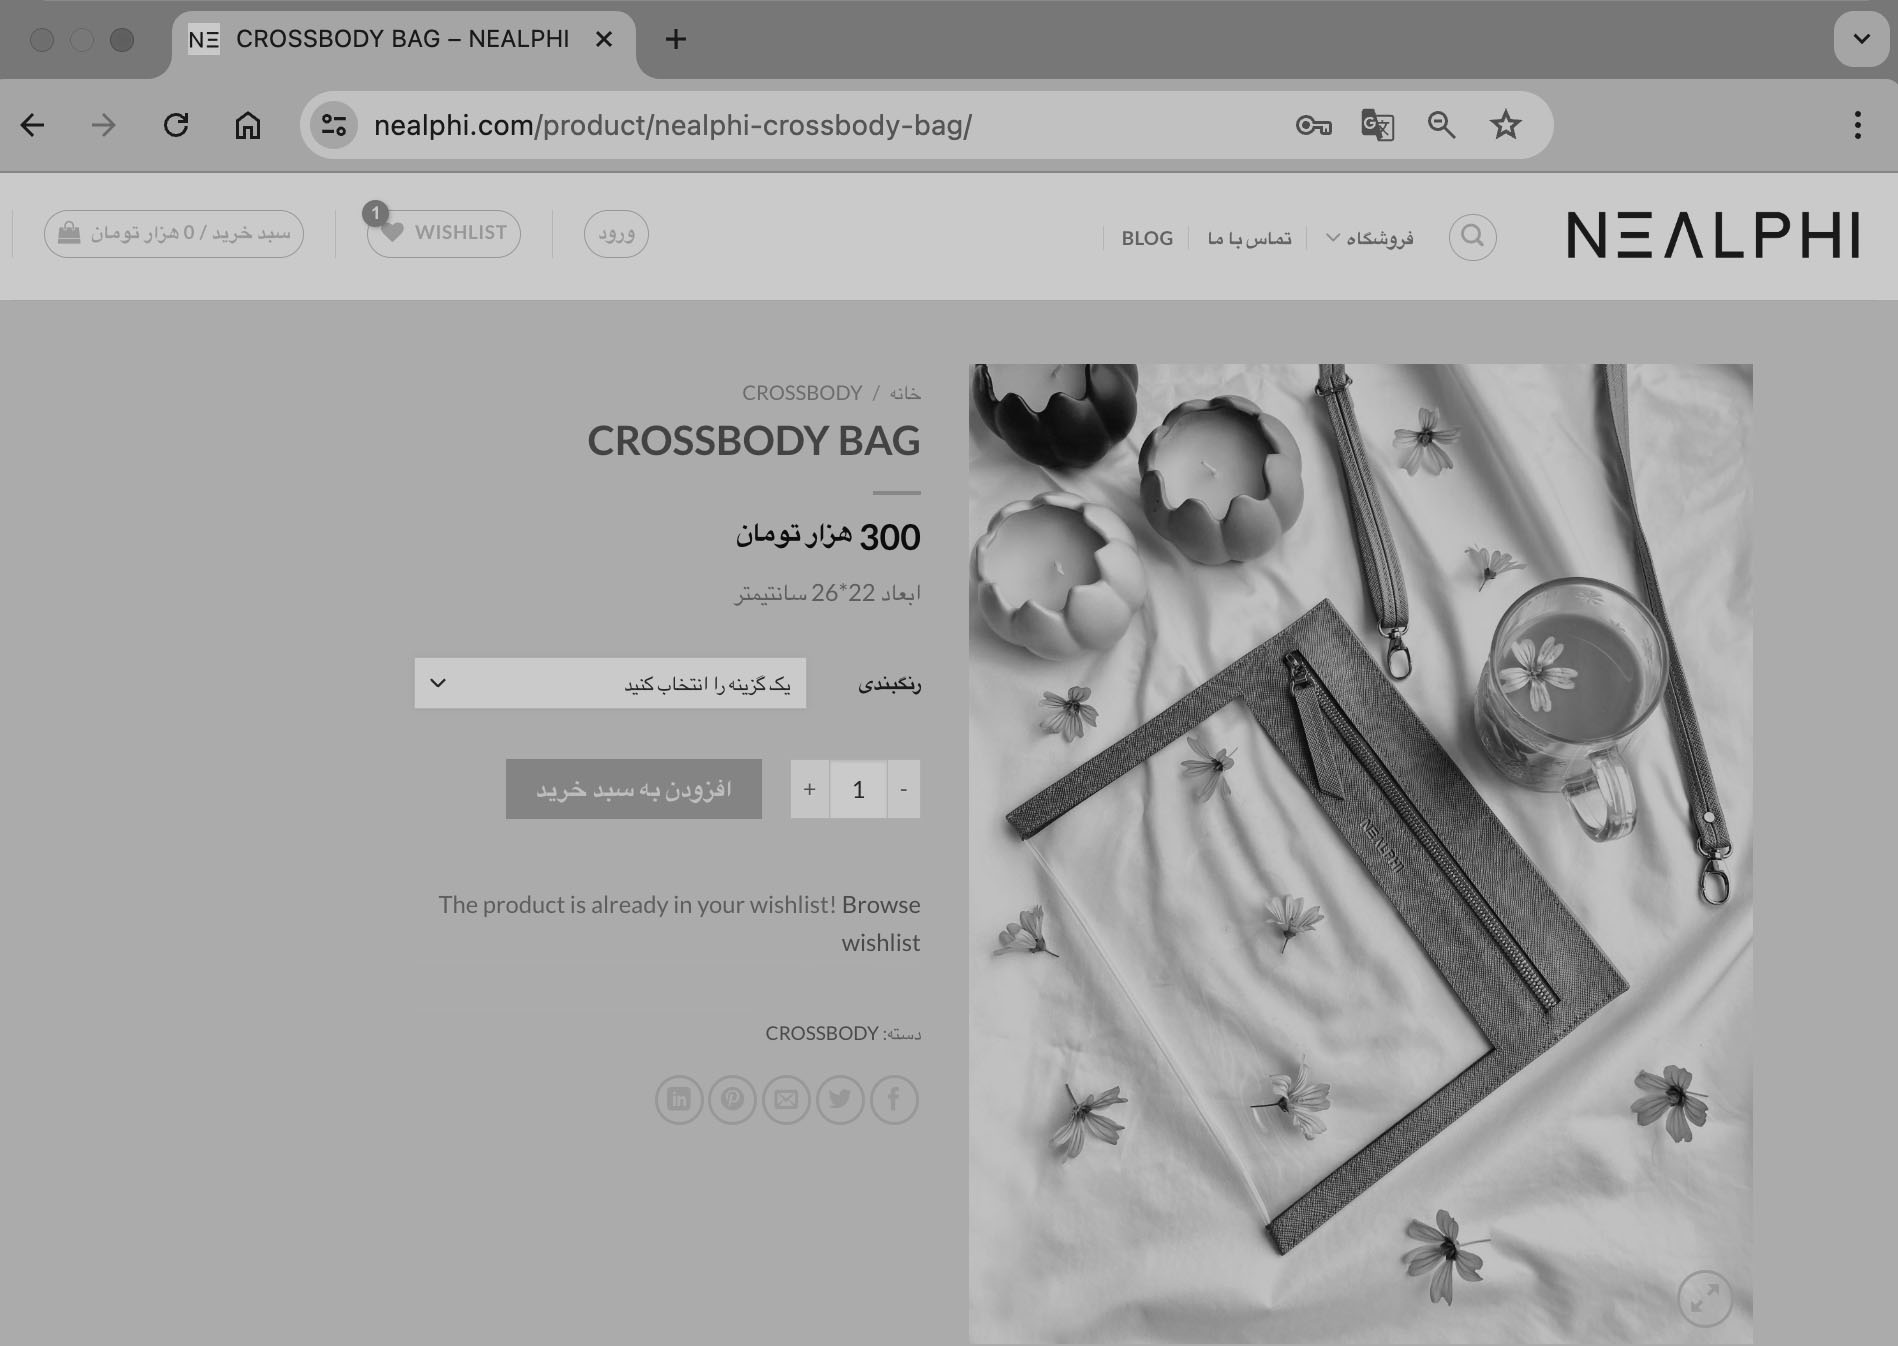 CROSSBODY BAG – NEALPHI
nealphi.com/product/nealphi-crossbody-bag/
NEALPHI
فروشگاه
تماس با ما
BLOG
ورود
WISHLIST
1
سبد خرید / 0 هزار تومان
خانه / CROSSBODY
CROSSBODY BAG
300 هزار تومان
ابعاد 22*26 سانتیمتر
رنگبندی
یک گزینه را انتخاب کنید
- 1 +
افزودن به سبد خرید
The product is already in your wishlist! Browse
wishlist
دسته: CROSSBODY
NEALPHI